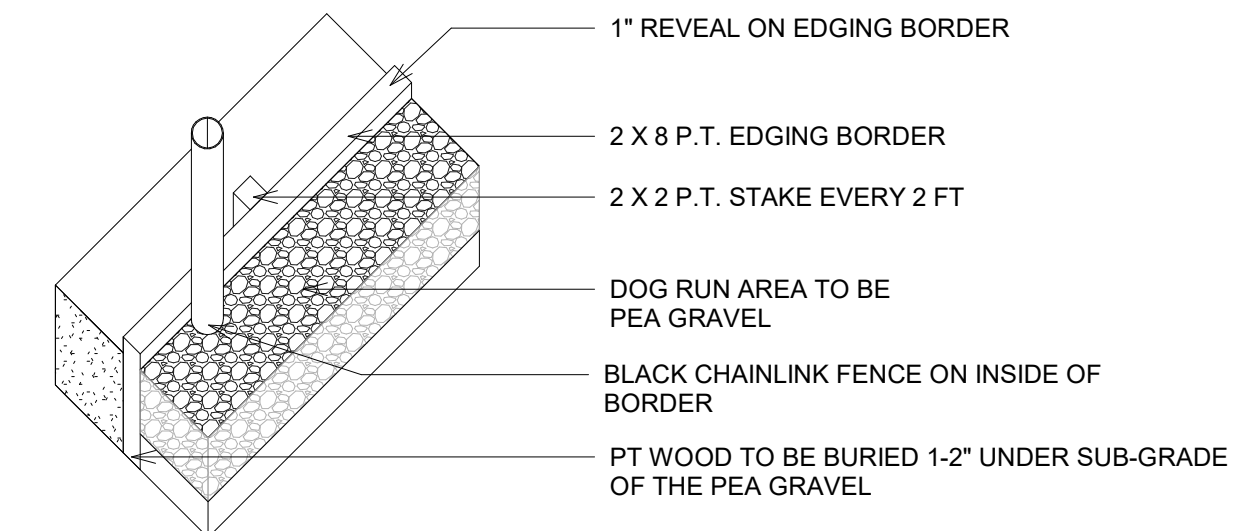 1" REVEAL ON EDGING BORDER
2 X 8 P.T. EDGING BORDER
2 X 2 P.T. STAKE EVERY 2 FT
DOG RUN AREA TO BE
PEA GRAVEL
BLACK CHAINLINK FENCE ON INSIDE OF
BORDER
PT WOOD TO BE BURIED 1-2" UNDER SUB-GRADE
OF THE PEA GRAVEL